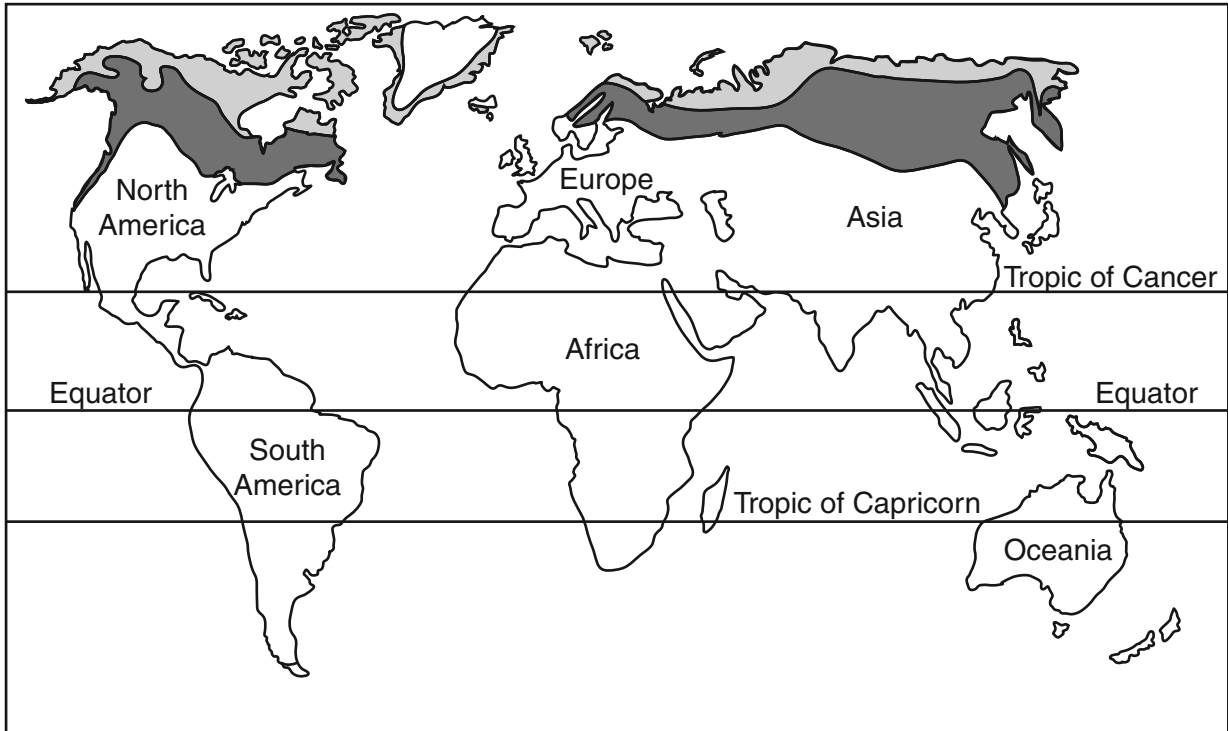 North
America
Europe
Asia
Tropic of Cancer
Africa
Equator
Equator
South
America
Tropic of Capricorn
Oceania